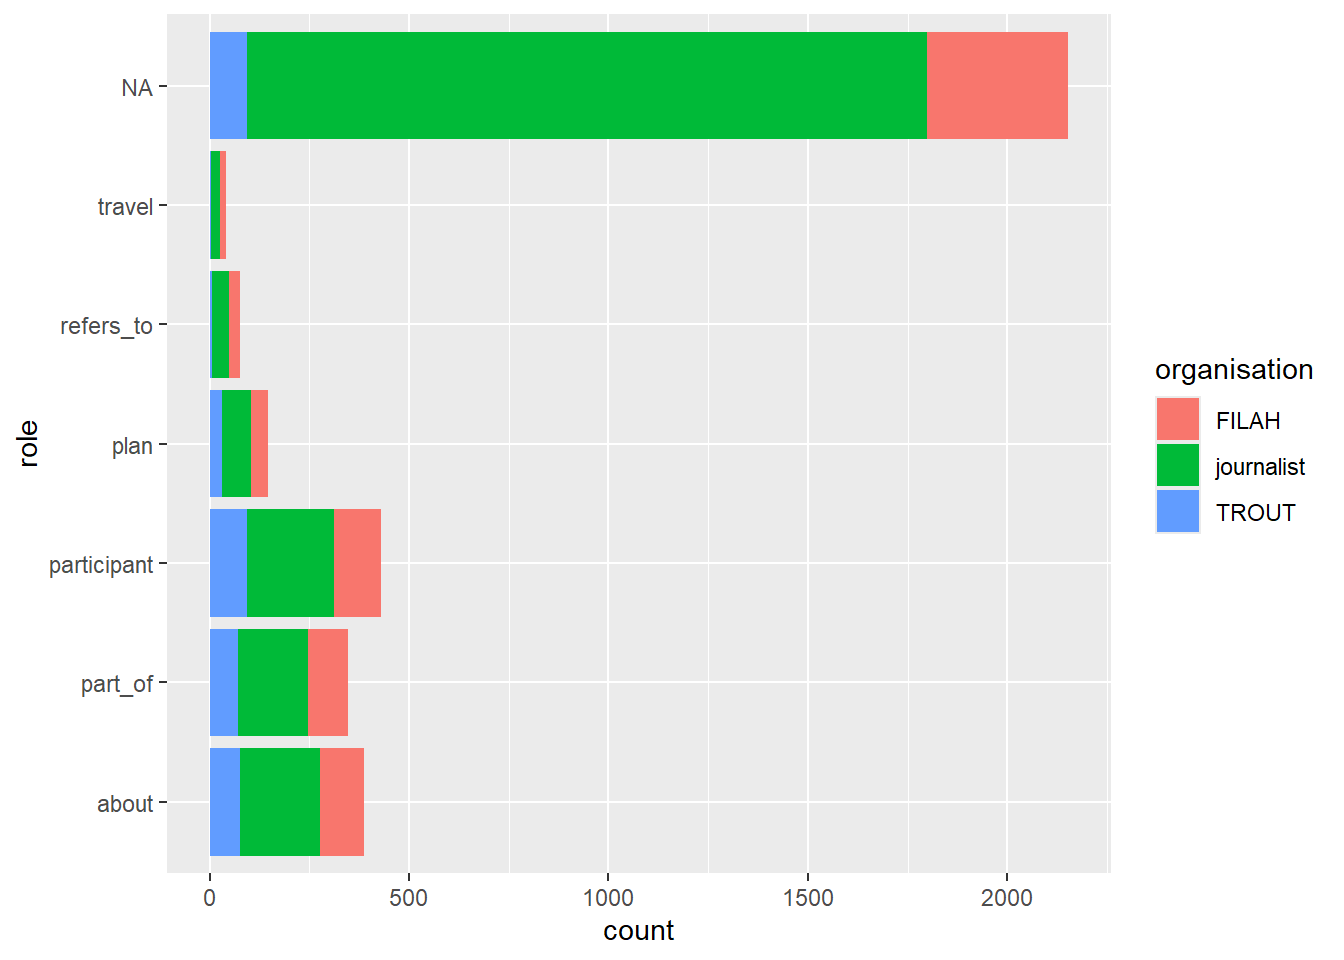 NA
travel
refers_to
plan
participant
part_of
about
role
0 500 1000 1500 2000
count
organisation
FILAH
journalist
TROUT